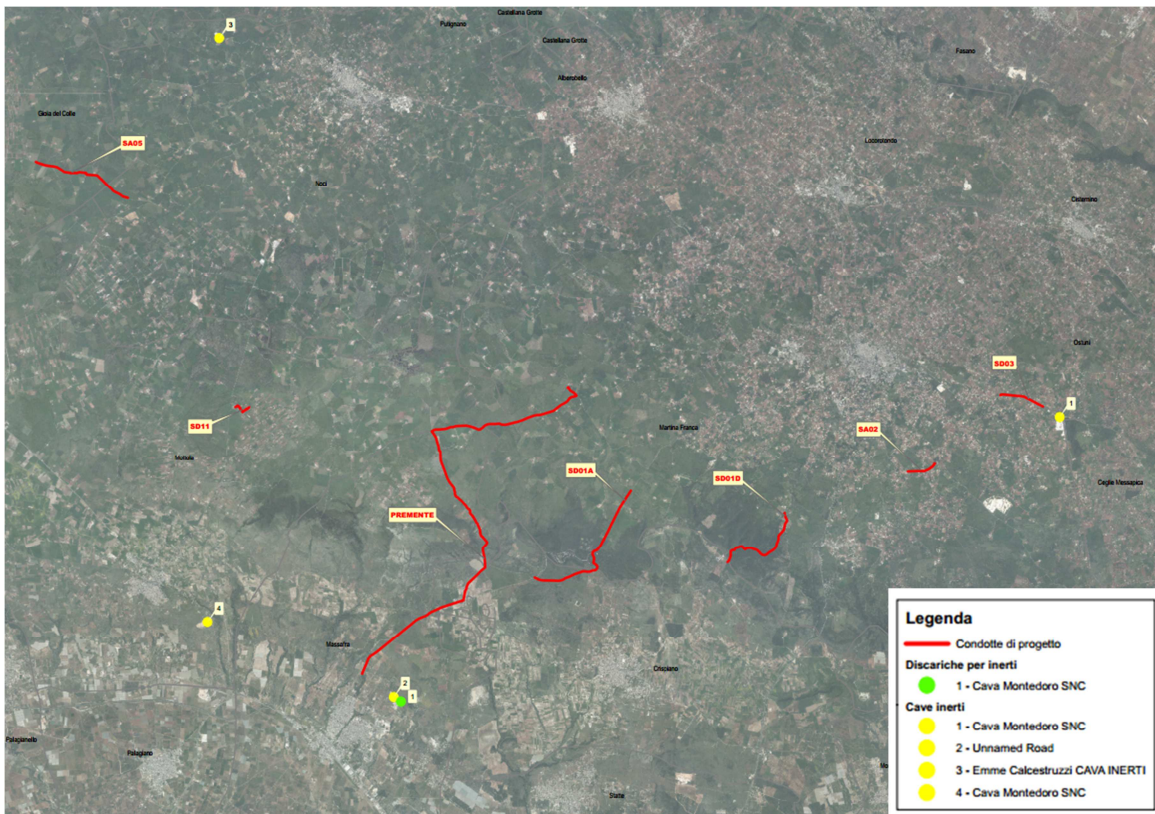 Castellana Grotte
3
Putignano
Castellana Grotte
Fasano
Alberobello
Gioia del Colle
SA05
Locorotondo
Noci
Cisternino
Ostuni
SD03
1
SD11
Martina Franca
SA02
Mottola
SD01A
SD01D
Ceglie Messapica
PREMENTE
4
Massafra
Crispiano
2
1
Palagianello
Palagiano
Statte
Legenda
Condotte di progetto
Discariche per inerti
1 - Cava Montedoro SNC
Cave inerti
1 - Cava Montedoro SNC
2 - Unnamed Road
3 - Emme Calcestruzzi CAVA INERTI
4 - Cava Montedoro SNC